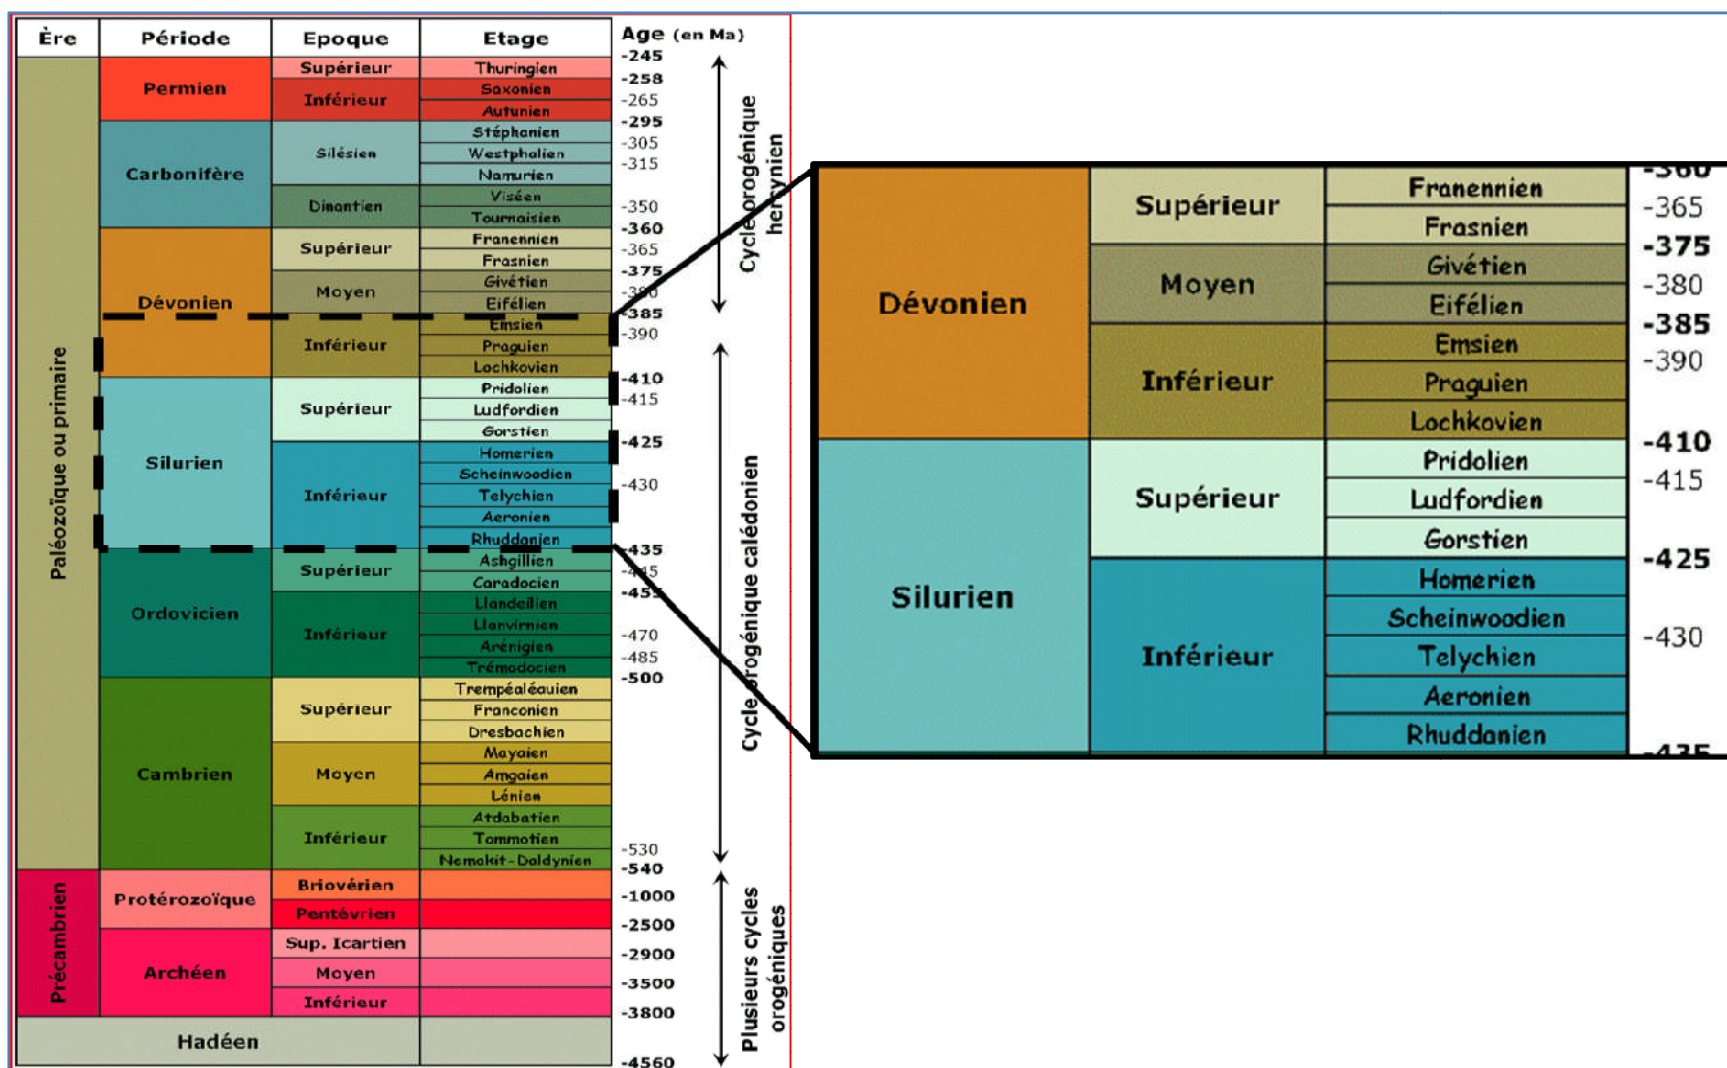 Ère Période Epoque Etage Age (en Ma)
-245
Permien Supérieur Thuringien
-258
Inférieur Saxonien
-265
Autunien
-295
Carbonifère Silésien Stéphanien
-305
Westphalien
-315
Namurien
Dinantien Viséen
-350
Tournaisien
-360
Dévonien Supérieur Franennien
-365
Frasnien
-375
Moyen Givétien
-380
Eifélien
-385
Inférieur Emsien
-390
Praguien
Lochkovien
-410
Silurien Supérieur Pridolien
-415
Ludfordien
Gorstien
-425
Inférieur Homerien
Scheinwoodien
-430
Telychien
Aeronien
Rhuddanien
-435
Ordovicien Supérieur Ashgillien
-445
Caradocien
-455
Inférieur Llandeilien
Llanvirnien
-470
Arénigien
-485
Trémadocien
-500
Cambrien Supérieur Trempéaléauien
Franconien
Dresbachien
Moyen Mayaien
Amgaien
Lénien
Inférieur Atdabatien
Tommotien
-530
Nemakit-Daldynien
-540
Protérozoïque Briovérien
-1000
Pentévrien
-2500
Archéen Sup. Icartien
-2900
Moyen
-3500
Inférieur
-3800
Hadéen
-4560
Paléozoïque ou primaire
Précambrien
Cycle orogénique
hercynien
Cycle orogénique calédonien
Plusieurs cycles
orogéniques
-360
Dévonien Supérieur Franennien
-365
Frasnien
-375
Moyen Givétien
-380
Eifélien
-385
Inférieur Emsien
-390
Praguien
Lochkovien
-410
Silurien Supérieur Pridolien
-415
Ludfordien
Gorstien
-425
Inférieur Homerien
Scheinwoodien
-430
Telychien
Aeronien
Rhuddanien
-435